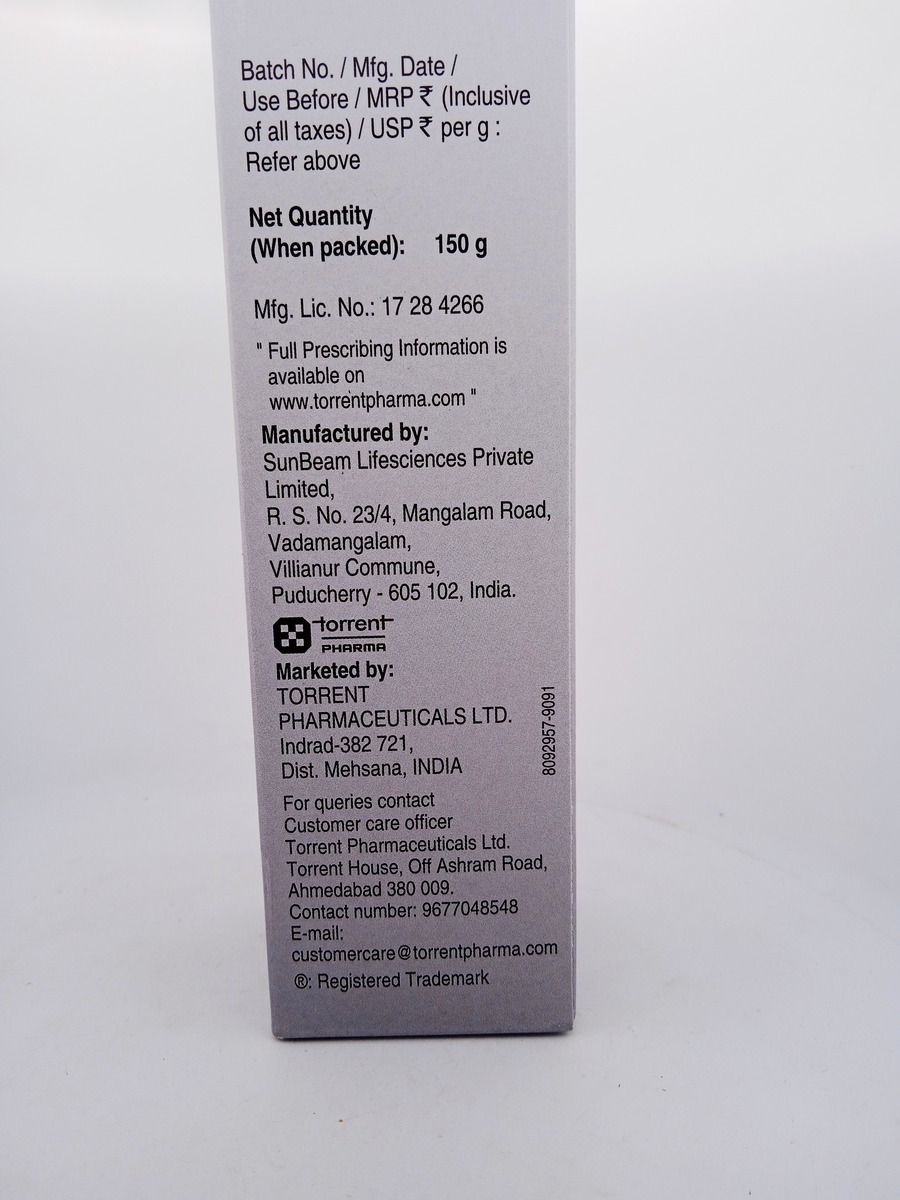 Batch No. / Mfg. Date /
Use Before / MRP ₹ (Inclusive
of all taxes) / USP ₹ per g :
Refer above
Net Quantity
(When packed): 150 g
Mfg. Lic. No.: 17 28 4266
" Full Prescribing Information is
available on
www.torrentpharma.com "
Manufactured by:
SunBeam Lifesciences Private
Limited,
R. S. No. 23/4, Mangalam Road,
Vadamangalam,
Villianur Commune,
Puducherry - 605 102, India.
torrent
PHARMA
Marketed by:
TORRENT
PHARMACEUTICALS LTD.
Indrad-382 721,
Dist. Mehsana, INDIA
8092957-9091
For queries contact
Customer care officer
Torrent Pharmaceuticals Ltd.
Torrent House, Off Ashram Road,
Ahmedabad 380 009.
Contact number: 9677048548
E-mail:
customercare@torrentpharma.com
®: Registered Trademark